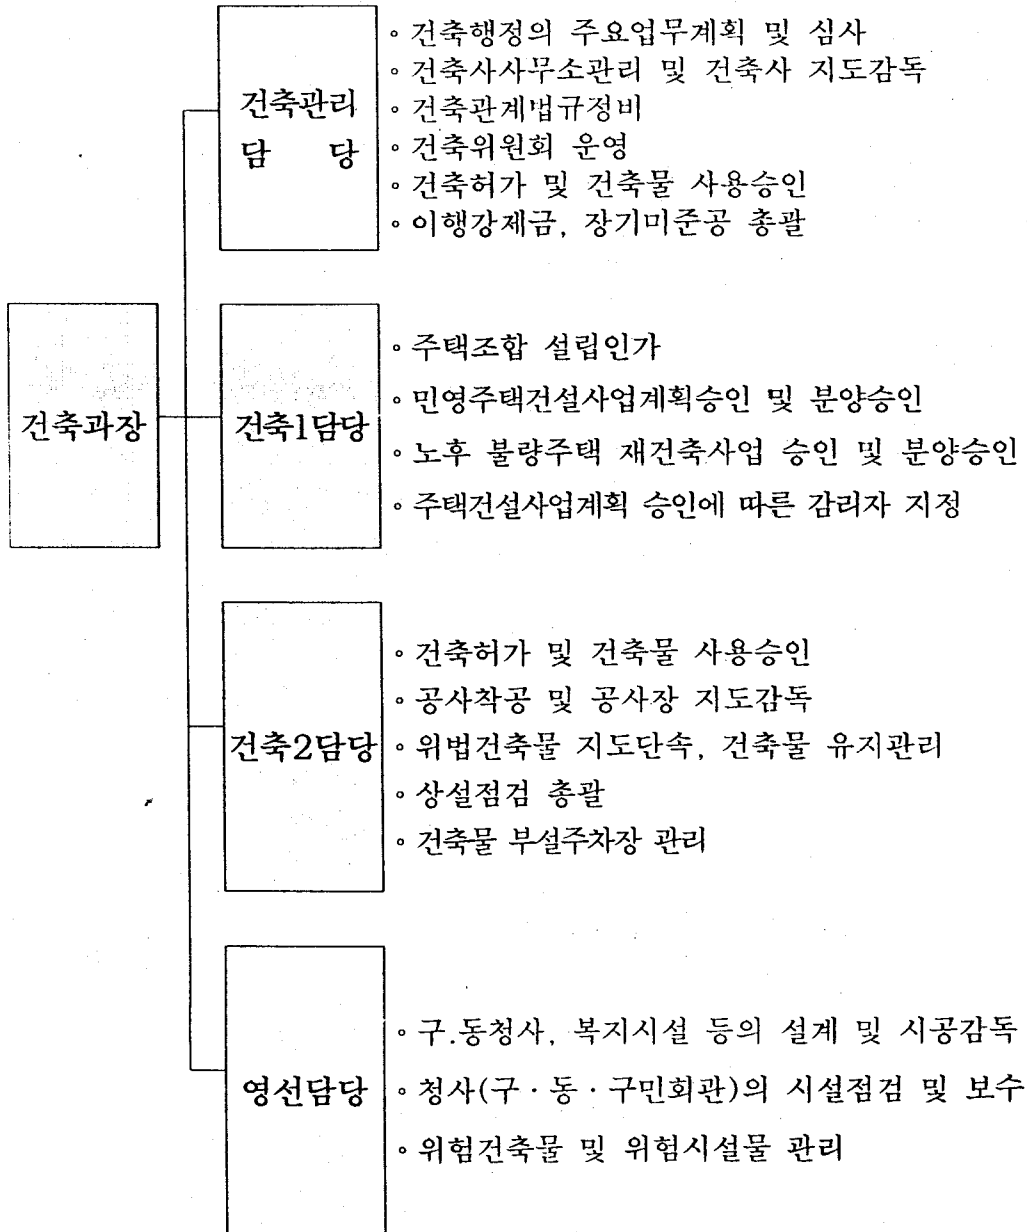 건축과장
건축관리
담 당
◦ 건축행정의 주요업무계획 및 심사
◦ 건축사사무소관리 및 건축사 지도감독
◦ 건축관계법규정비
◦ 건축위원회 운영
◦ 건축허가 및 건축물 사용승인
◦ 이행강제금, 장기미준공 총괄
건축1담당
◦ 주택조합 설립인가
◦ 민영주택건설사업계획승인 및 분양승인
◦ 노후 불량주택 재건축사업 승인 및 분양승인
◦ 주택건설사업계획 승인에 따른 감리자 지정
건축2담당
◦ 건축허가 및 건축물 사용승인
◦ 공사착공 및 공사장 지도감독
◦ 위법건축물 지도단속, 건축물 유지관리
◦ 상설점검 총괄
◦ 건축물 부설주차장 관리
영선담당
◦ 구.동청사, 복지시설 등의 설계 및 시공감독
◦ 청사(구·동·구민회관)의 시설점검 및 보수
◦ 위험건축물 및 위험시설물 관리